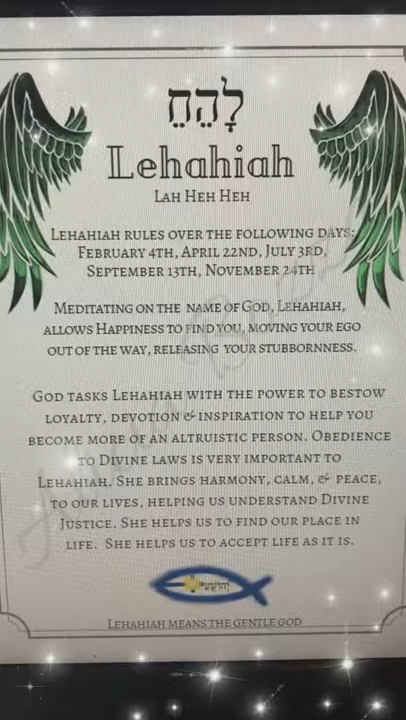 לָהֵחֵ
Lehahiah
Lah Heh Heh
Lehahiah rules over the following days:
February 4th, April 22nd, July 3rd,
September 13th, November 24th
Meditating on the name of God, Lehahiah,
allows Happiness to find you, moving your ego
out of the way, releasing your stubbornness.
God tasks Lehahiah with the power to bestow
loyalty, devotion & inspiration to help you
become more of an altruistic person. Obedience
to Divine laws is very important to
Lehahiah. She brings harmony, calm, & peace,
to our lives, helping us understand Divine
Justice. She helps us to find our place in
life. She helps us to accept life as it is.
Lehahiah means the gentle God